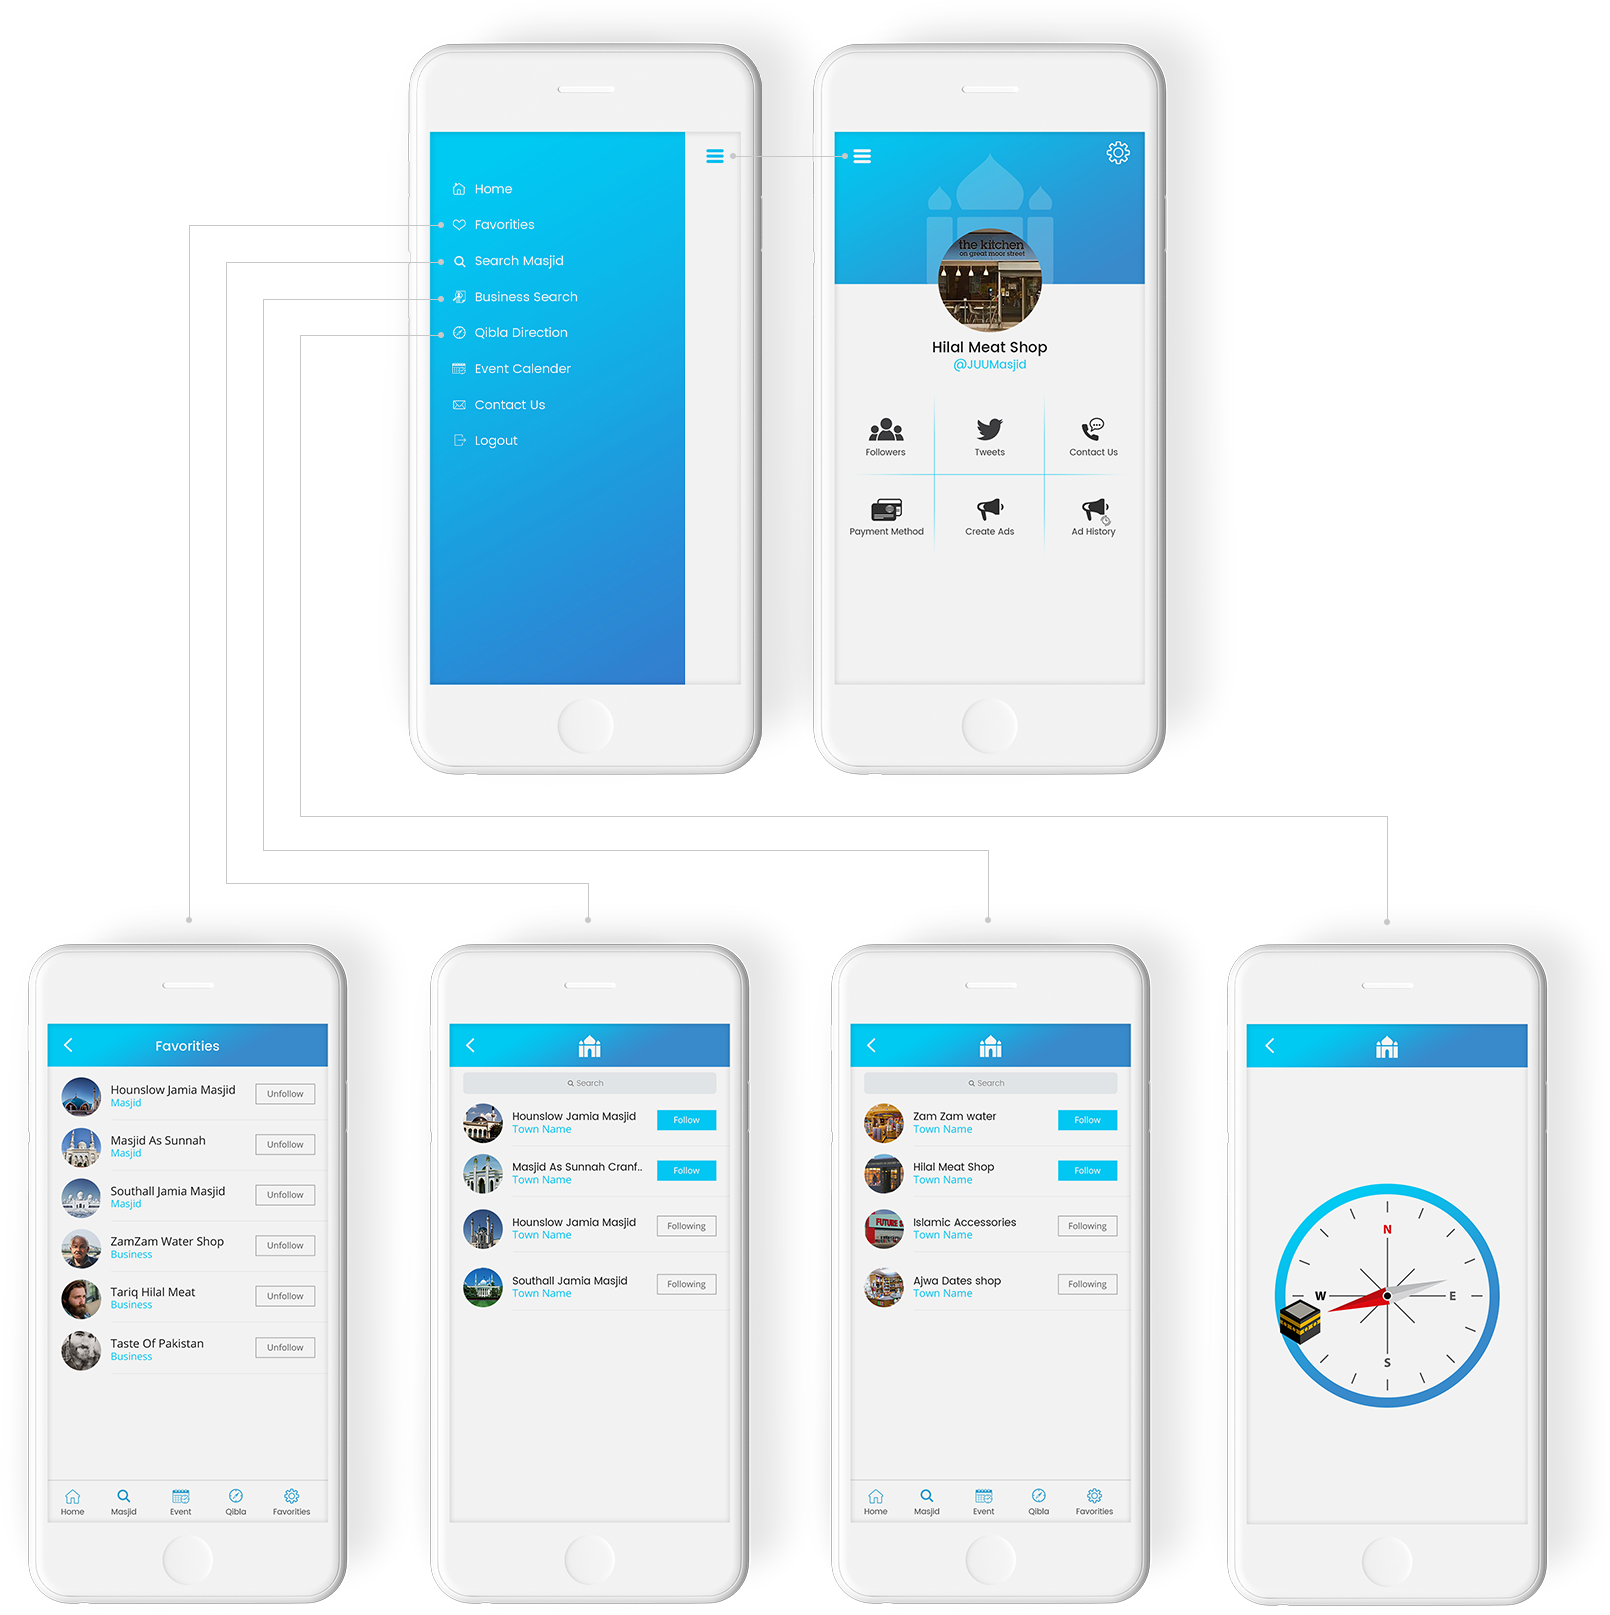 Home
Favorities
Search Masjid
Business Search
Qibla Direction
Event Calender
Contact Us
Logout
the kitchen
on great moor street
Hilal Meat Shop
@JUUMasjid
Followers
Tweets
Contact Us
Payment Method
Create Ads
Ad History
Favorities
Hounslow Jamia Masjid
Masjid
Unfollow
Masjid As Sunnah
Masjid
Unfollow
Southall Jamia Masjid
Masjid
Unfollow
ZamZam Water Shop
Business
Unfollow
Tariq Hilal Meat
Business
Unfollow
Taste Of Pakistan
Business
Unfollow
Home
Masjid
Event
Qibla
Favorities
Search
Hounslow Jamia Masjid
Town Name
Follow
Masjid As Sunnah Cranf..
Town Name
Follow
Hounslow Jamia Masjid
Town Name
Following
Southall Jamia Masjid
Town Name
Following
Search
Zam Zam water
Town Name
Follow
Hilal Meat Shop
Town Name
Follow
FUTURE S
Islamic Accessories
Town Name
Following
Ajwa Dates shop
Town Name
Following
Home
Masjid
Event
Qibla
Favorities
N
W
E
S